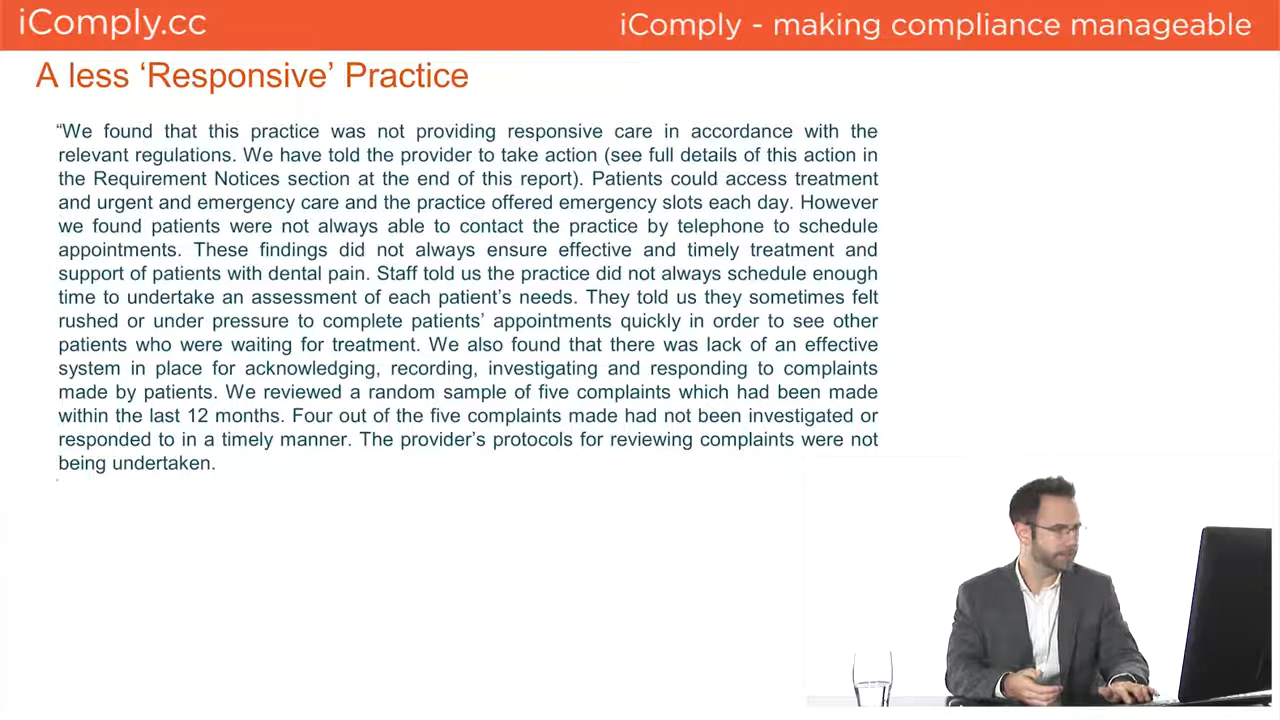 iComply.cc
iComply - making compliance manageable
A less ‘Responsive’ Practice
“We found that this practice was not providing responsive care in accordance with the
relevant regulations. We have told the provider to take action (see full details of this action in
the Requirement Notices section at the end of this report). Patients could access treatment
and urgent and emergency care and the practice offered emergency slots each day. However
we found patients were not always able to contact the practice by telephone to schedule
appointments. These findings did not always ensure effective and timely treatment and
support of patients with dental pain. Staff told us the practice did not always schedule enough
time to undertake an assessment of each patient’s needs. They told us they sometimes felt
rushed or under pressure to complete patients’ appointments quickly in order to see other
patients who were waiting for treatment. We also found that there was lack of an effective
system in place for acknowledging, recording, investigating and responding to complaints
made by patients. We reviewed a random sample of five complaints which had been made
within the last 12 months. Four out of the five complaints made had not been investigated or
responded to in a timely manner. The provider’s protocols for reviewing complaints were not
being undertaken.